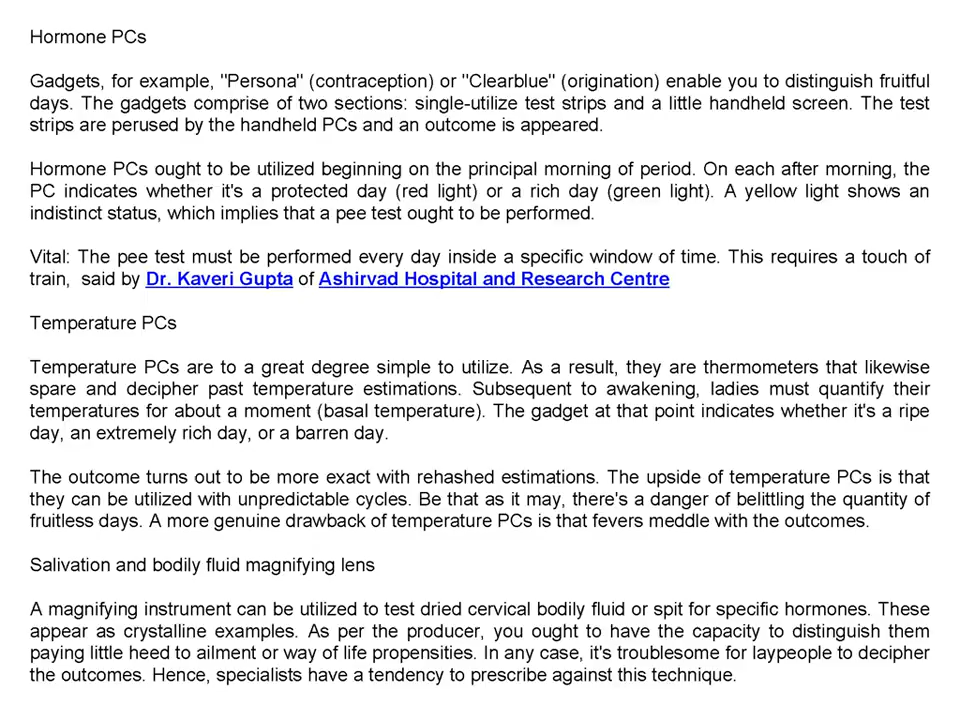 Hormone PCs
Gadgets, for example, "Persona" (contraception) or "Clearblue" (origination) enable you to distinguish fruitful
days. The gadgets comprise of two sections: single-utilize test strips and a little handheld screen. The test
strips are perused by the handheld PCs and an outcome is appeared.
Hormone PCs ought to be utilized beginning on the principal morning of period. On each after morning, the
PC indicates whether it's a protected day (red light) or a rich day (green light). A yellow light shows an
indistinct status, which implies that a pee test ought to be performed.
Vital: The pee test must be performed every day inside a specific window of time. This requires a touch of
train,  said by Dr. Kaveri Gupta of Ashirvad Hospital and Research Centre
Temperature PCs
Temperature PCs are to a great degree simple to utilize. As a result, they are thermometers that likewise
spare and decipher past temperature estimations. Subsequent to awakening, ladies must quantify their
temperatures for about a moment (basal temperature). The gadget at that point indicates whether it's a ripe
day, an extremely rich day, or a barren day.
The outcome turns out to be more exact with rehashed estimations. The upside of temperature PCs is that
they can be utilized with unpredictable cycles. Be that as it may, there's a danger of belittling the quantity of
fruitless days. A more genuine drawback of temperature PCs is that fevers meddle with the outcomes.
Salivation and bodily fluid magnifying lens
A magnifying instrument can be utilized to test dried cervical bodily fluid or spit for specific hormones. These
appear as crystalline examples. As per the producer, you ought to have the capacity to distinguish them
paying little heed to ailment or way of life propensities. In any case, it's troublesome for laypeople to decipher
the outcomes. Hence, specialists have a tendency to prescribe against this technique.